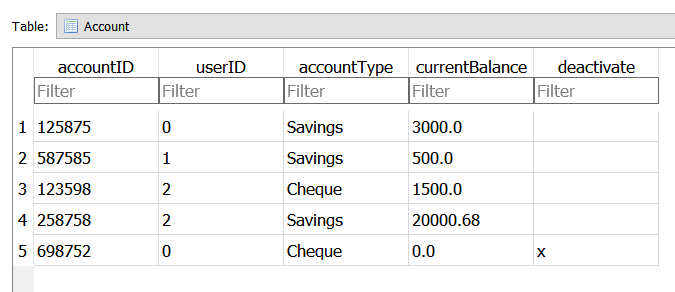 Table: Account
accountID userID accountType currentBalance deactivate
Filter Filter Filter Filter Filter
1 125875 0 Savings 3000.0
2 587585 1 Savings 500.0
3 123598 2 Cheque 1500.0
4 258758 2 Savings 20000.68
5 698752 0 Cheque 0.0 x